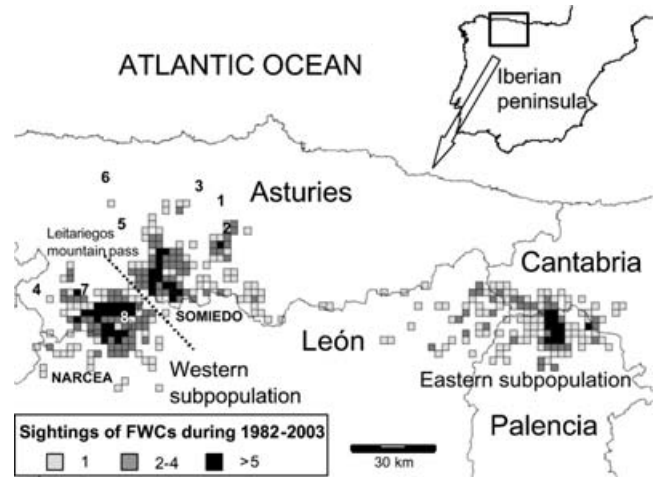 ATLANTIC OCEAN
Iberian
peninsula
6
3
1
Asturies
5
2
Leitariegos
mountain pass
Cantabria
4
7
8
SOMIEDO
León
NARCEA
Western
subpopulation
Eastern subpopulation
Palencia
Sightings of FWCs during 1982-2003
1
2-4
>5
30 km